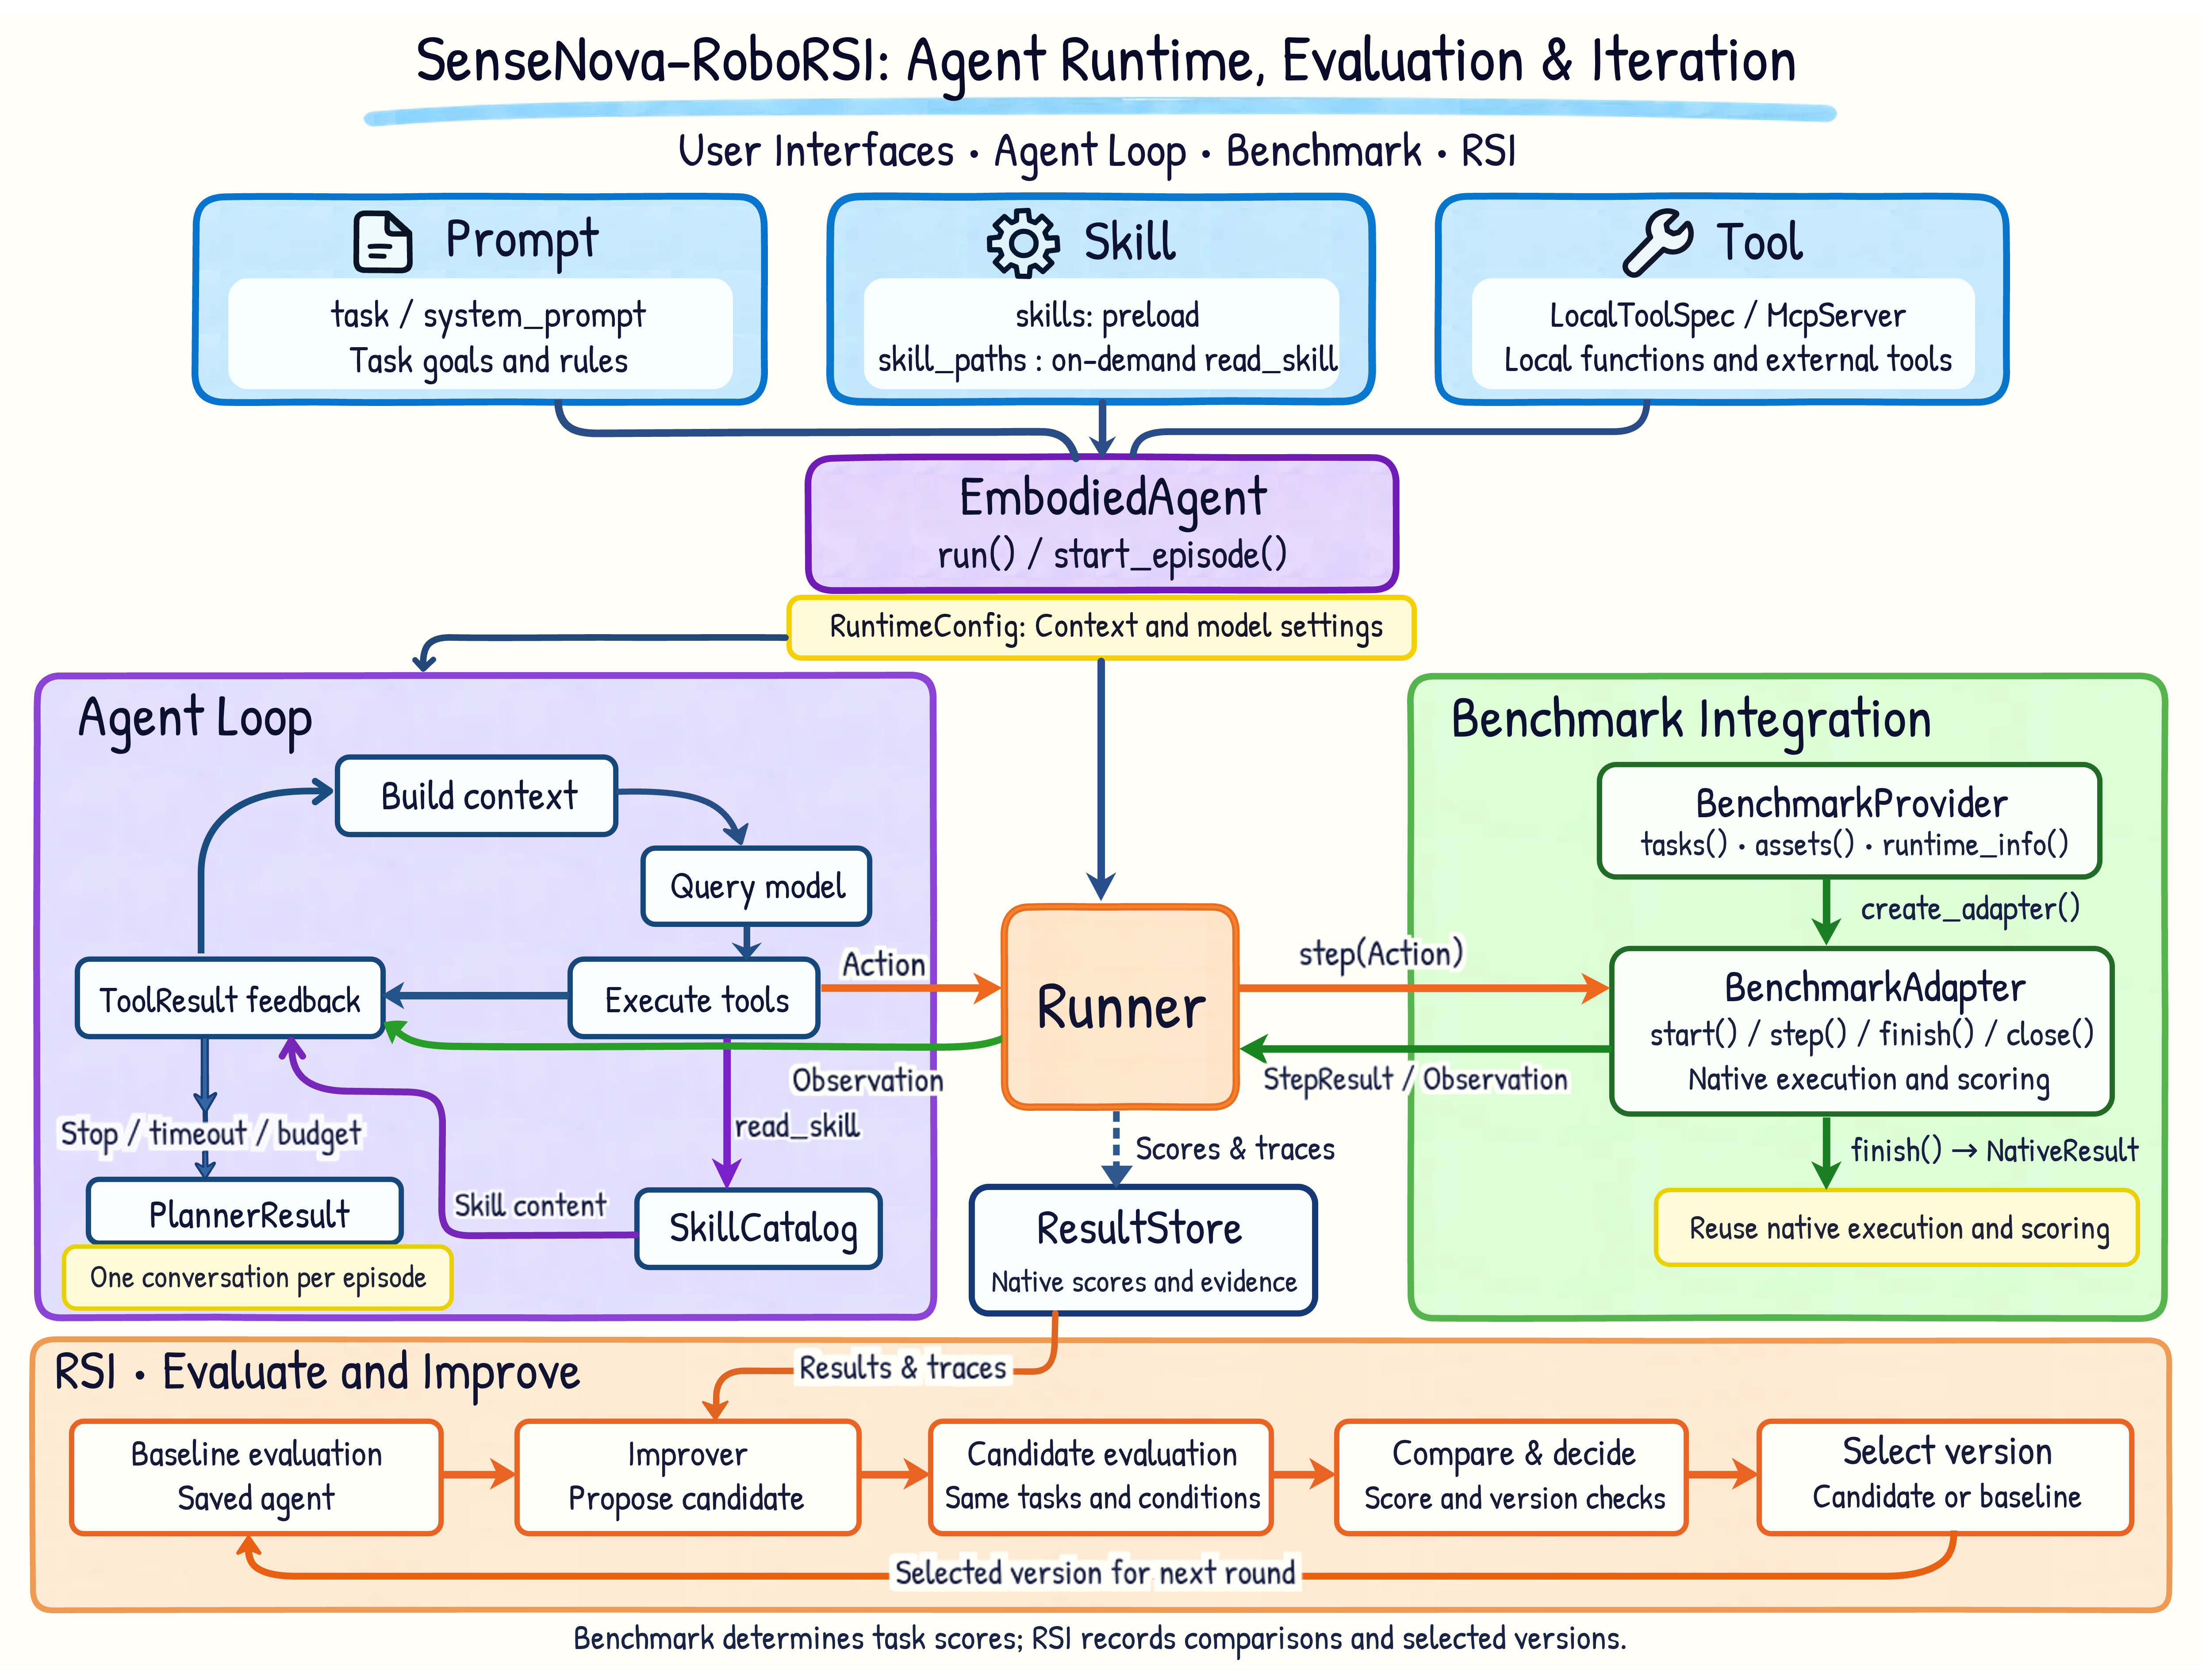 SenseNova-RoboRSI: Agent Runtime, Evaluation & Iteration
User Interfaces • Agent Loop • Benchmark • RSI
Prompt
task / system_prompt
Task goals and rules
Skill
skills: preload
skill_paths : on-demand read_skill
Tool
LocalToolSpec / McpServer
Local functions and external tools
EmbodiedAgent
run() / start_episode()
RuntimeConfig: Context and model settings
Agent Loop
Build context
Query model
Execute tools
ToolResult feedback
Action
Observation
read_skill
Stop / timeout / budget
Skill content
PlannerResult
SkillCatalog
One conversation per episode
Runner
step(Action)
StepResult / Observation
Scores & traces
ResultStore
Native scores and evidence
Benchmark Integration
BenchmarkProvider
tasks() • assets() • runtime_info()
create_adapter()
BenchmarkAdapter
start() / step() / finish() / close()
Native execution and scoring
finish() → NativeResult
Reuse native execution and scoring
RSI • Evaluate and Improve
Results & traces
Baseline evaluation
Saved agent
Improver
Propose candidate
Candidate evaluation
Same tasks and conditions
Compare & decide
Score and version checks
Select version
Candidate or baseline
Selected version for next round
Benchmark determines task scores; RSI records comparisons and selected versions.